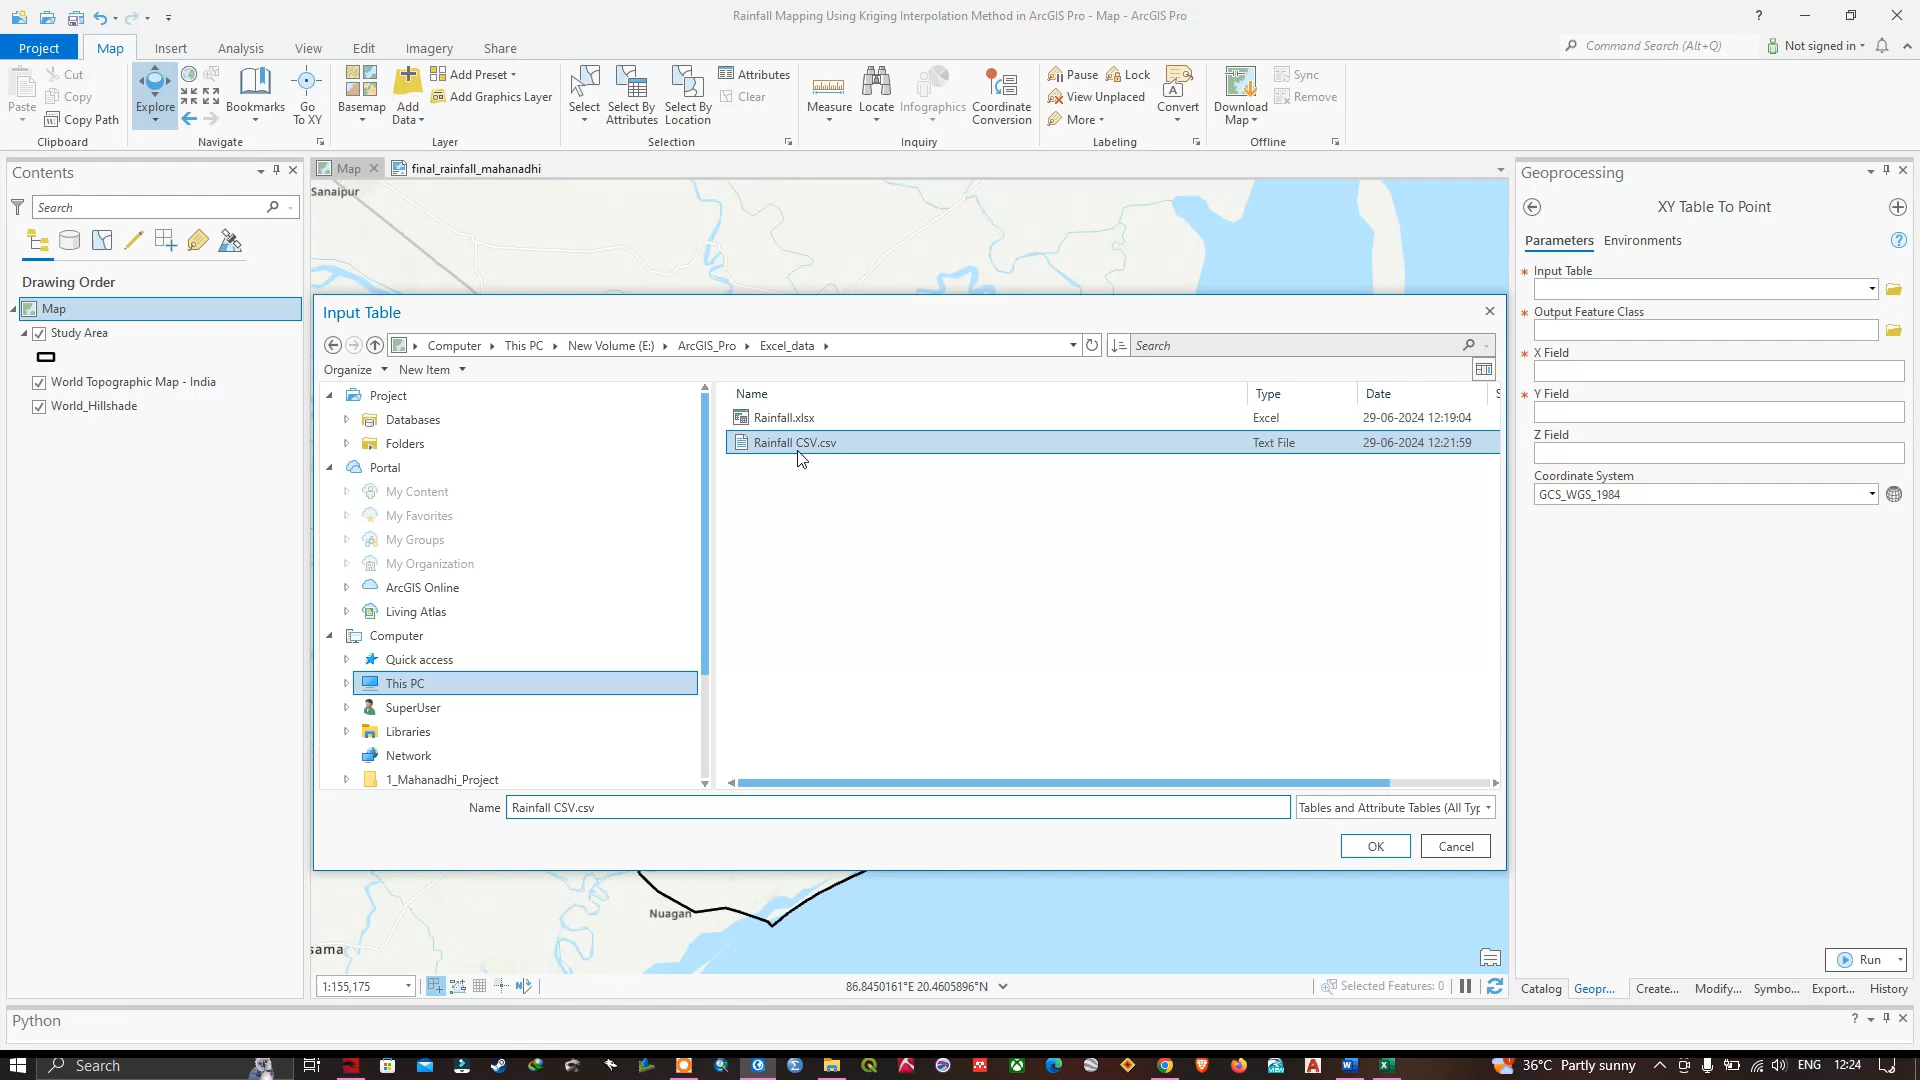 Rainfall Mapping Using Kriging Interpolation Method in ArcGIS Pro - Map - ArcGIS Pro
?
Project Map Insert Analysis View Edit Imagery Share
Command Search (Alt+Q)
Not signed in
Paste
Cut
Copy
Copy Path
Clipboard
Explore
Bookmarks
Go
To XY
Navigate
Basemap
Add
Data
Add Preset
Add Graphics Layer
Layer
Select
Select By
Attributes
Select By
Location
Attributes
Clear
Selection
Measure
Locate
Infographics
Coordinate
Conversion
Inquiry
Pause
Lock
View Unplaced
More
Convert
Labeling
Download
Map
Sync
Remove
Offline
Contents
Search
Drawing Order
Map
Study Area
World Topographic Map - India
World_Hillshade
Map
final_rainfall_mahanadhi
Sanaipur
Input Table
Computer This PC New Volume (E:) ArcGIS_Pro Excel_data
Search
Organize New Item
Project
Databases
Folders
Portal
My Content
My Favorites
My Groups
My Organization
ArcGIS Online
Living Atlas
Computer
Quick access
This PC
SuperUser
Libraries
Network
1_Mahanadhi_Project
Name Type Date S
Rainfall.xlsx Excel 29-06-2024 12:19:04
Rainfall CSV.csv Text File 29-06-2024 12:21:59
Name Rainfall CSV.csv
Tables and Attribute Tables (All Typ
OK Cancel
Nuagan
sama
1:155,175
86.8450161°E 20.4605896°N
Selected Features: 0
Geoprocessing
XY Table To Point
Parameters Environments
?
* Input Table
* Output Feature Class
* X Field
* Y Field
Z Field
Coordinate System
GCS_WGS_1984
Run
Catalog Geopr... Create... Modify... Symbo... Export... History
Python
?
Search
36°C Partly sunny
ENG
12:24